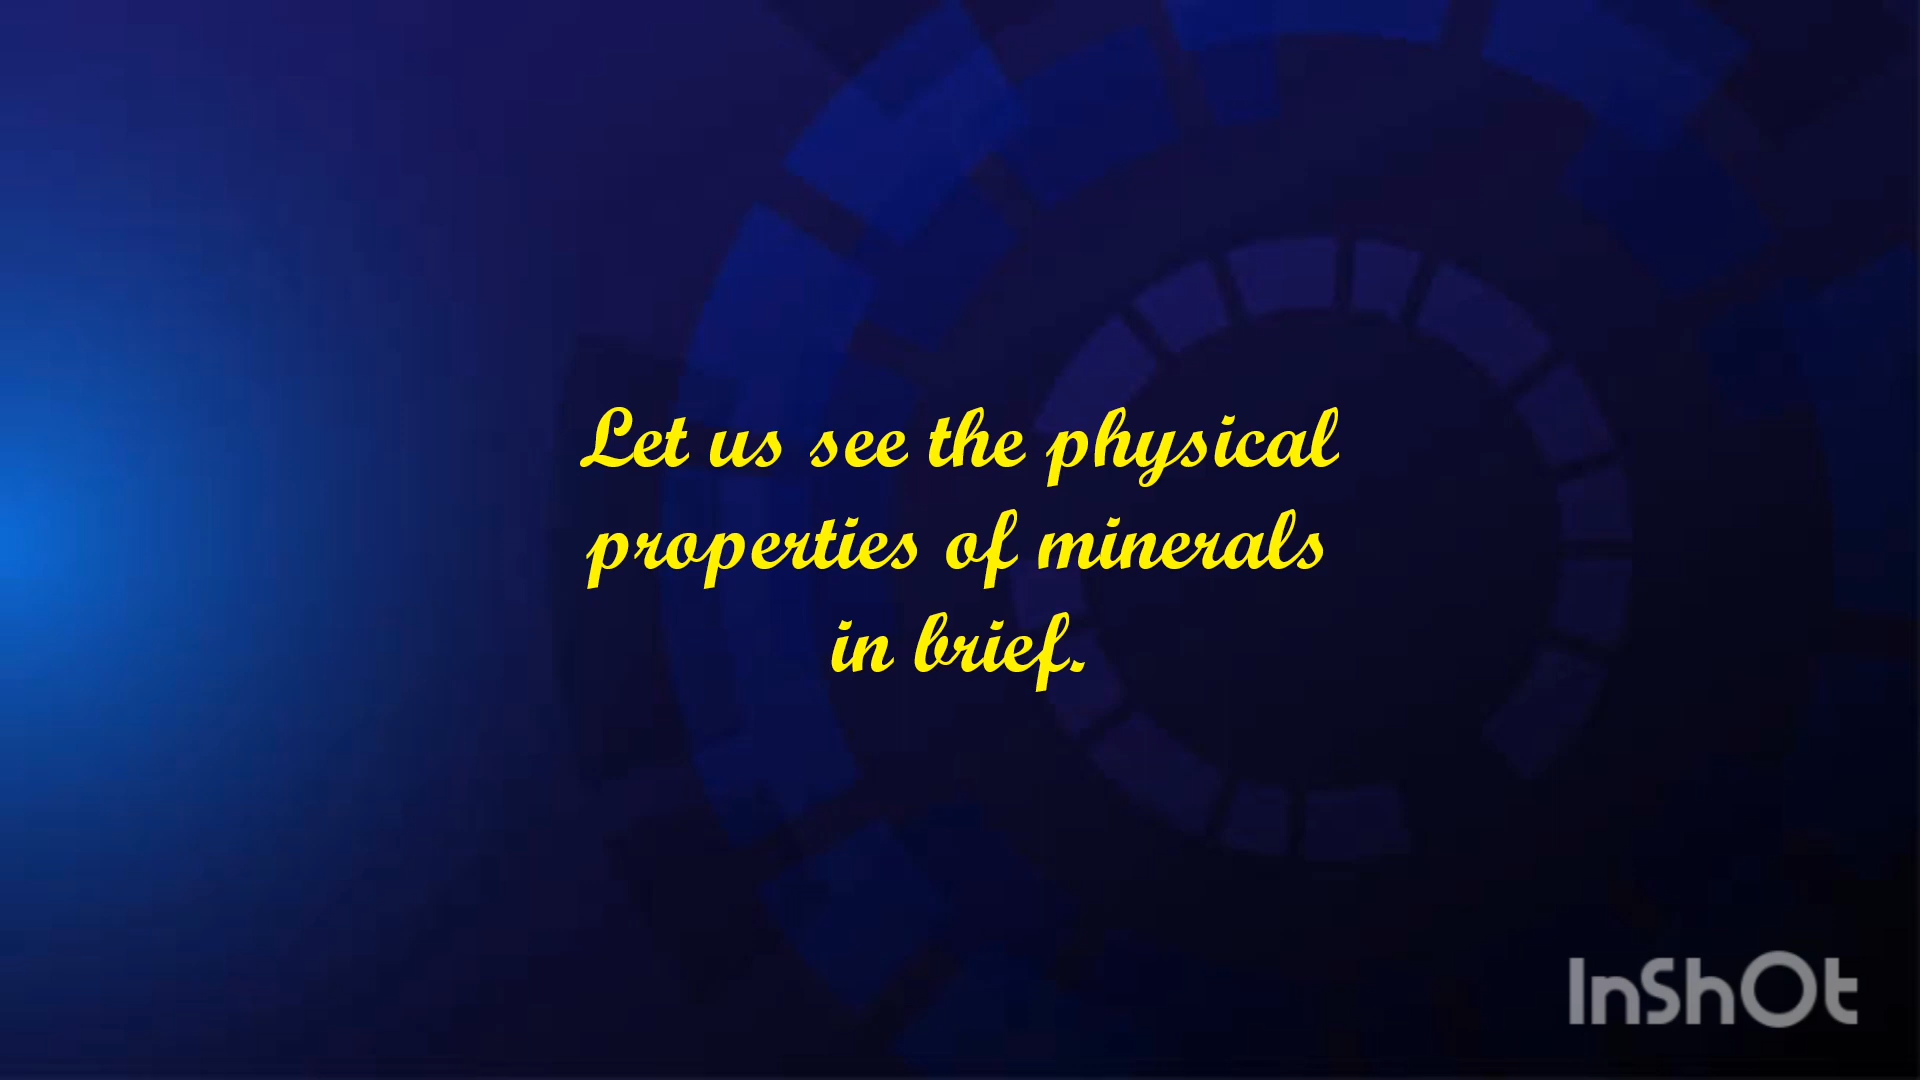 Let us see the physical
properties of minerals
in brief.
InShOt